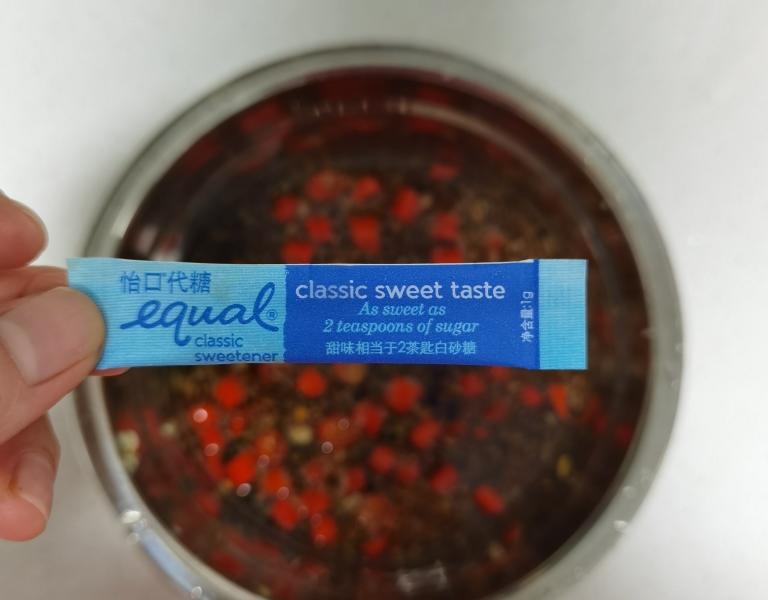 怡口®代糖
equal®
classic
sweetener
classic sweet taste
As sweet as
2 teaspoons of sugar
甜味相当于2茶匙白砂糖
净含量:1g